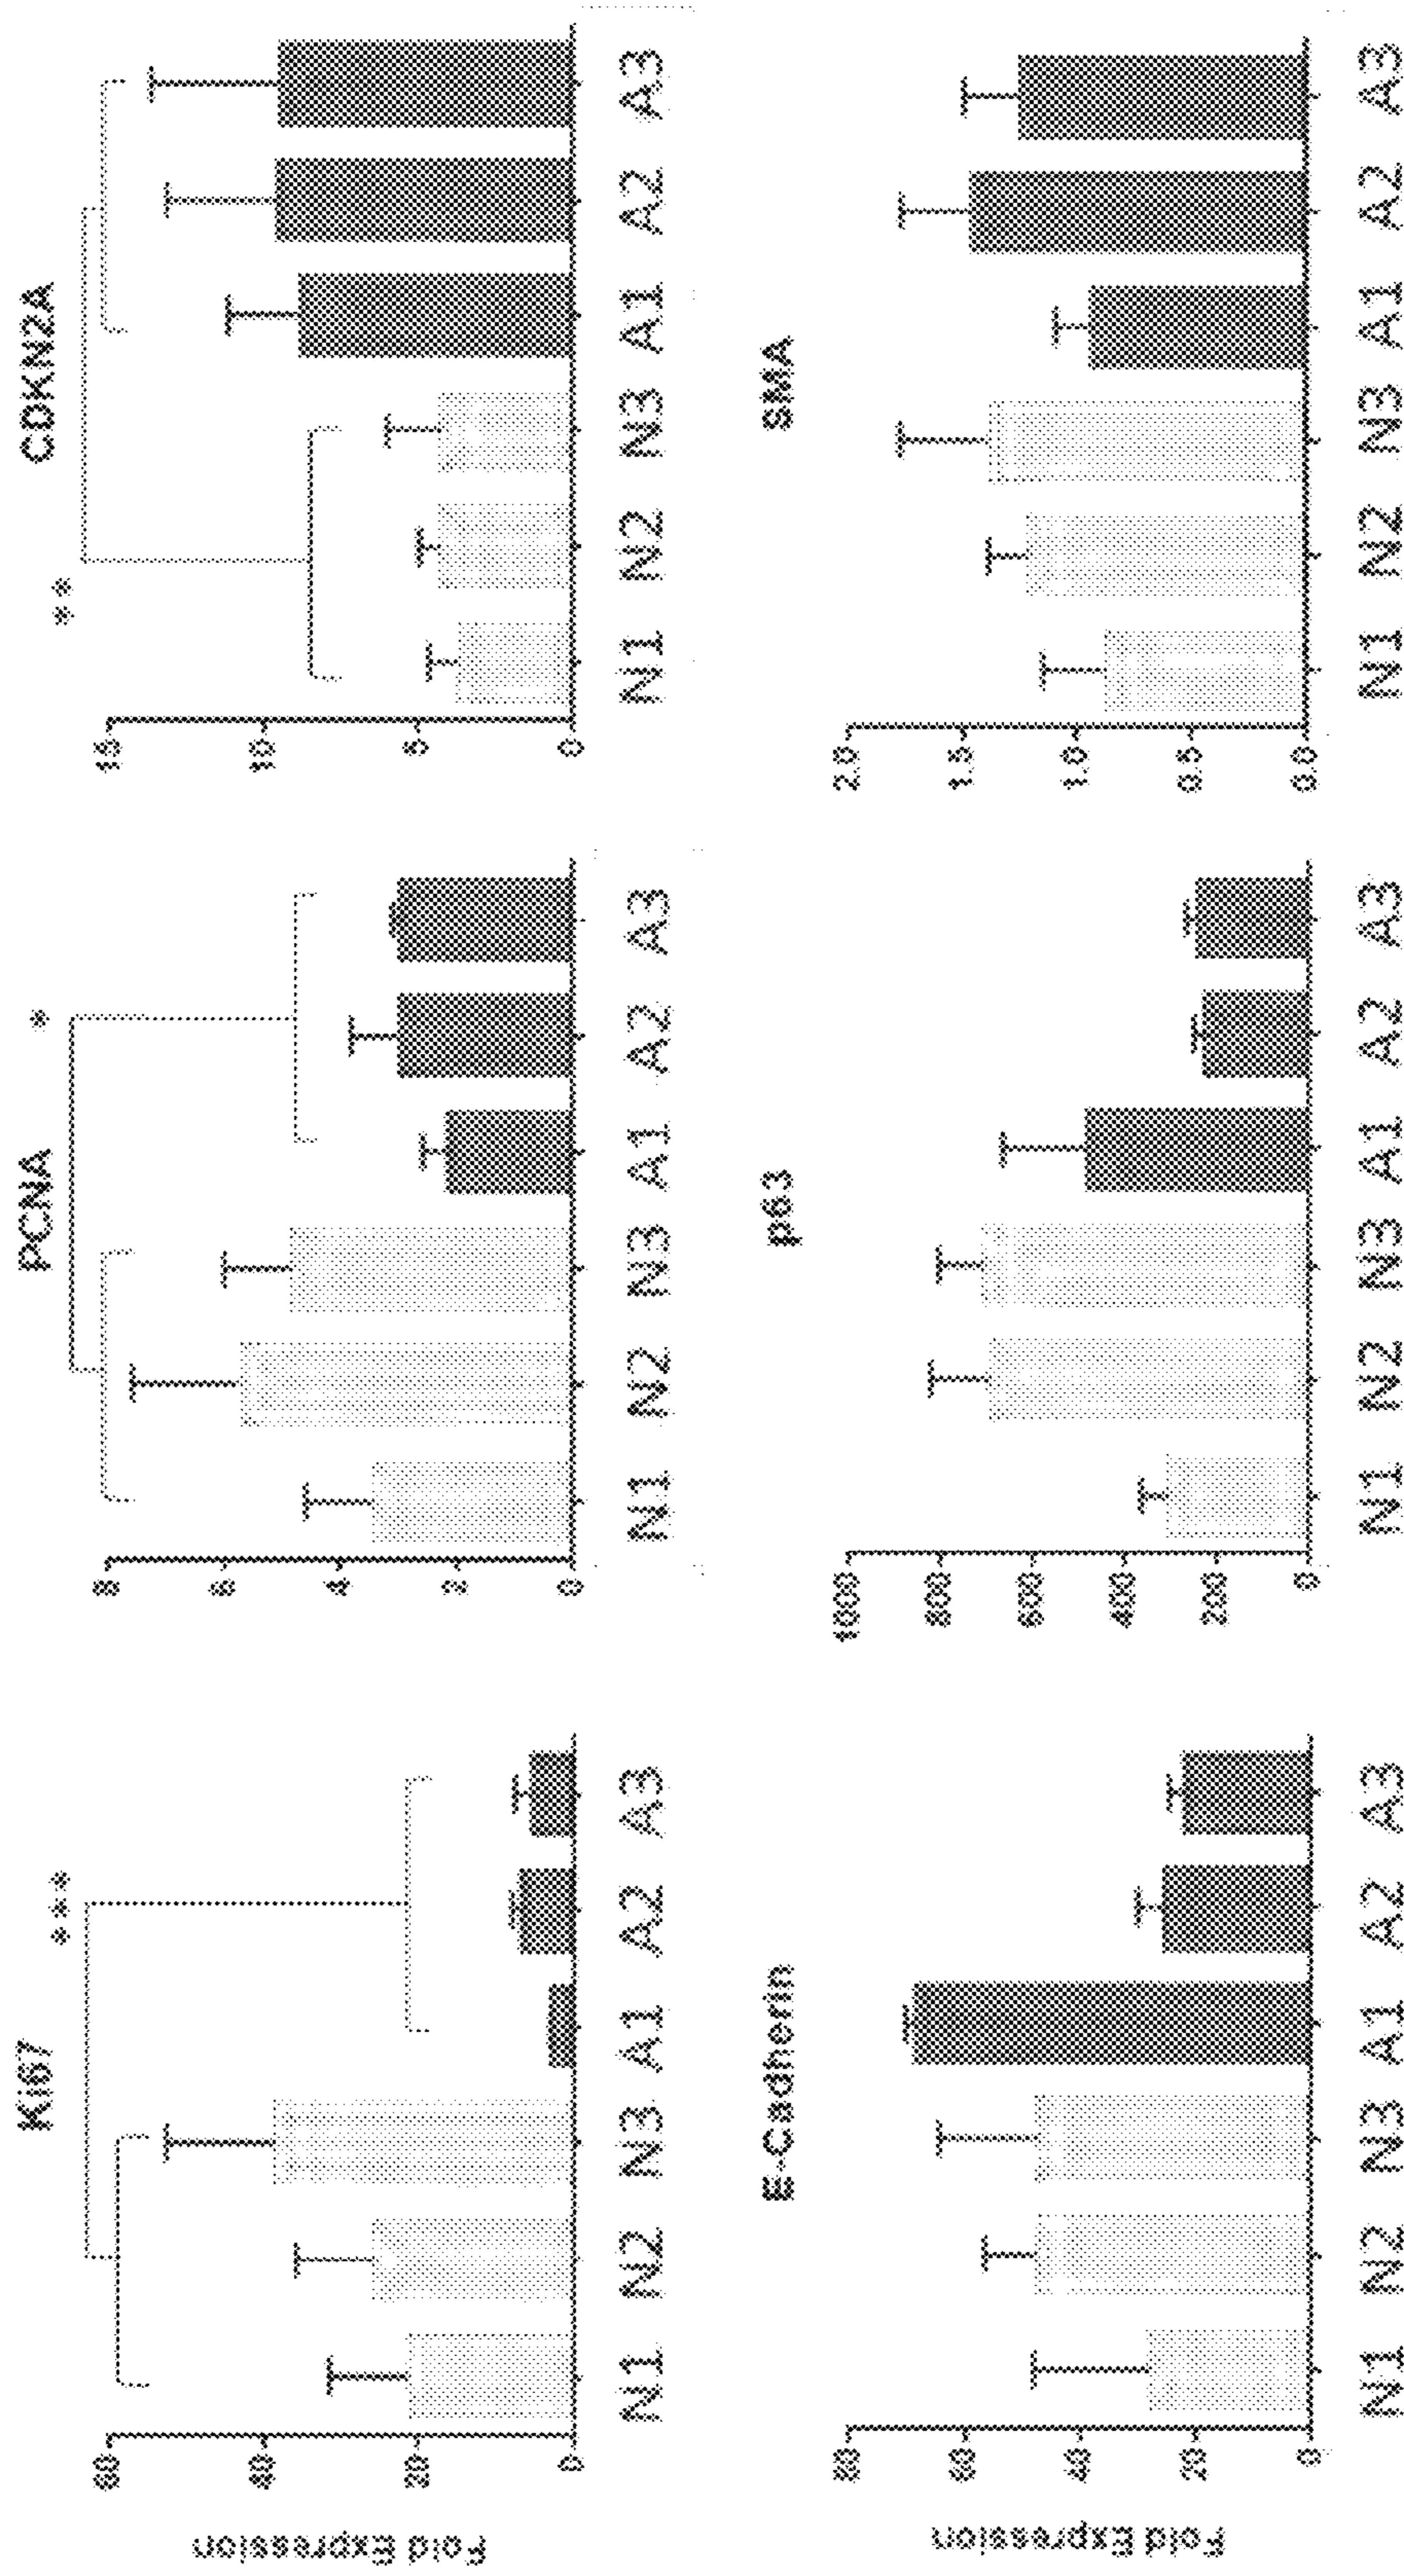 Ki67
***
Fold Expression
60
40
20
0
N1 N2 N3 A1 A2 A3
PCNA
*
8
6
4
2
0
N1 N2 N3 A1 A2 A3
CDKN2A
**
15
10
5
0
N1 N2 N3 A1 A2 A3
E-Cadherin
Fold Expression
80
60
40
20
0
N1 N2 N3 A1 A2 A3
p63
1000
800
600
400
200
0
N1 N2 N3 A1 A2 A3
SMA
2.0
1.5
1.0
0.5
0.0
N1 N2 N3 A1 A2 A3